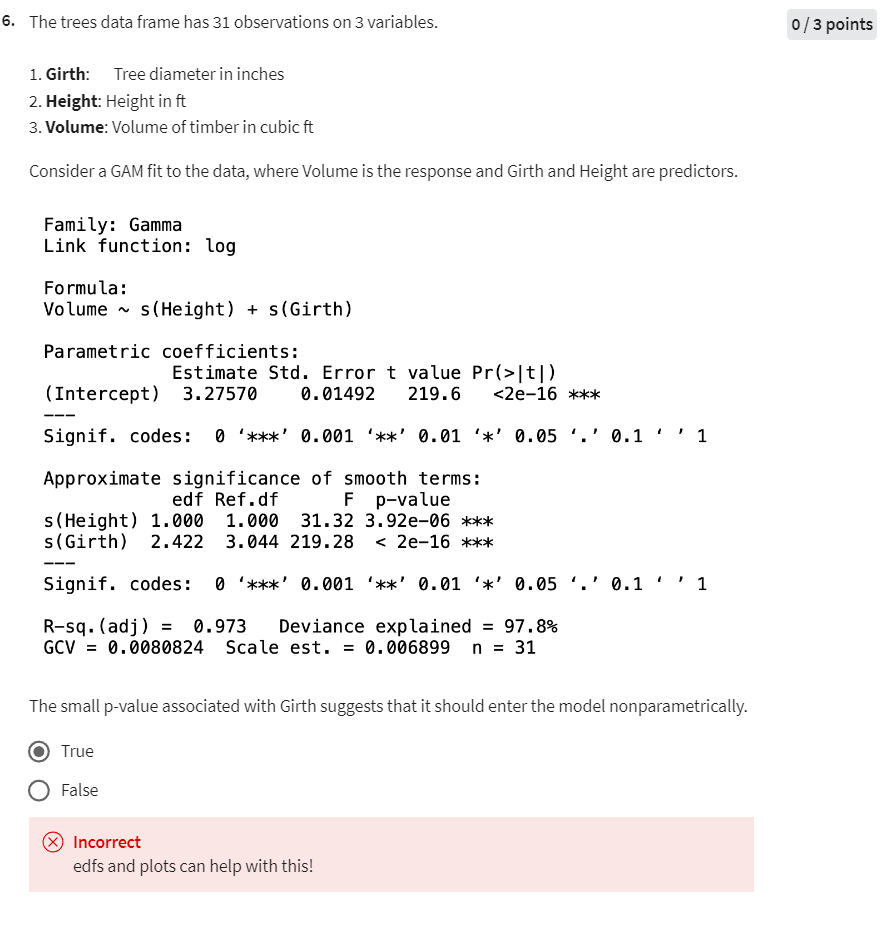 6. The trees data frame has 31 observations on 3 variables.
0 / 3 points
1. Girth: Tree diameter in inches
2. Height: Height in ft
3. Volume: Volume of timber in cubic ft
Consider a GAM fit to the data, where Volume is the response and Girth and Height are predictors.
Family: Gamma
Link function: log
Formula:
Volume ~ s(Height) + s(Girth)
Parametric coefficients:
Estimate Std. Error t value Pr(>|t|)
(Intercept) 3.27570 0.01492 219.6 <2e-16 ***
---
Signif. codes: 0 ‘***’ 0.001 ‘**’ 0.01 ‘*’ 0.05 ‘.’ 0.1 ‘ ’ 1
Approximate significance of smooth terms:
edf Ref.df F p-value
s(Height) 1.000 1.000 31.32 3.92e-06 ***
s(Girth) 2.422 3.044 219.28 < 2e-16 ***
---
Signif. codes: 0 ‘***’ 0.001 ‘**’ 0.01 ‘*’ 0.05 ‘.’ 0.1 ‘ ’ 1
R-sq.(adj) = 0.973 Deviance explained = 97.8%
GCV = 0.0080824 Scale est. = 0.006899 n = 31
The small p-value associated with Girth suggests that it should enter the model nonparametrically.
True
False
Incorrect
edfs and plots can help with this!